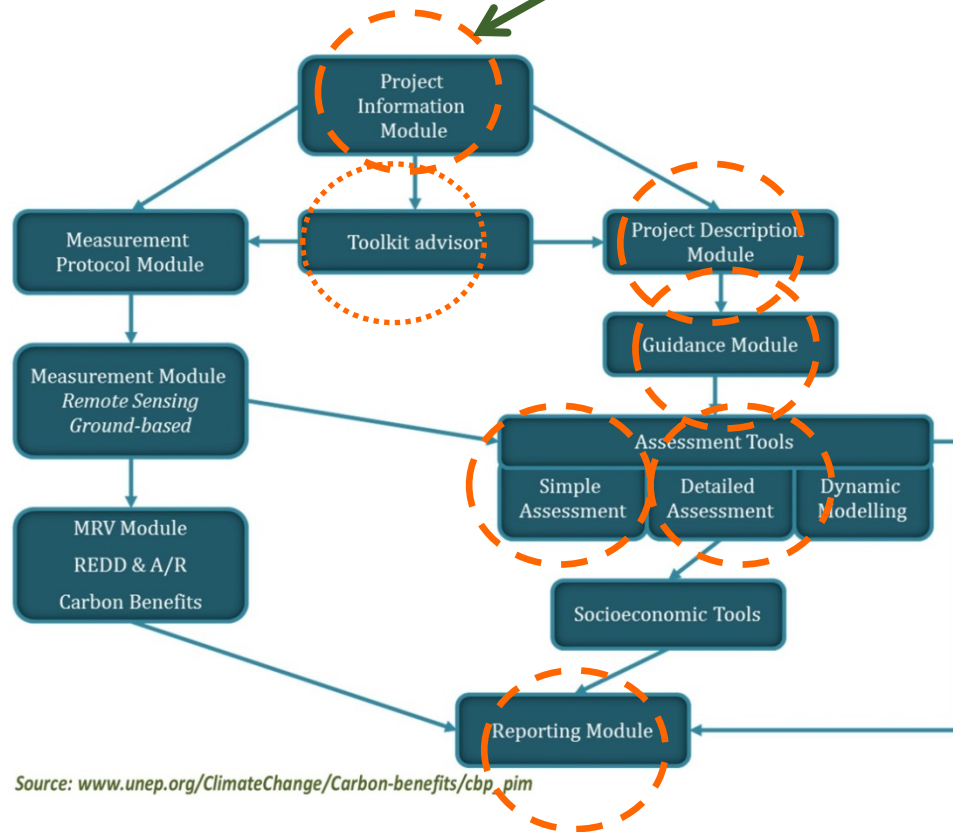 Project
Information
Module
Measurement
Protocol Module
Toolkit advisor
Project Description
Module
Guidance Module
Measurement Module
Remote Sensing
Ground-based
Assessment Tools
Simple
Assessment
Detailed
Assessment
Dynamic
Modelling
MRV Module
REDD & A/R
Carbon Benefits
Socioeconomic Tools
Reporting Module
Source: www.unep.org/ClimateChange/Carbon-benefits/cbp_pim